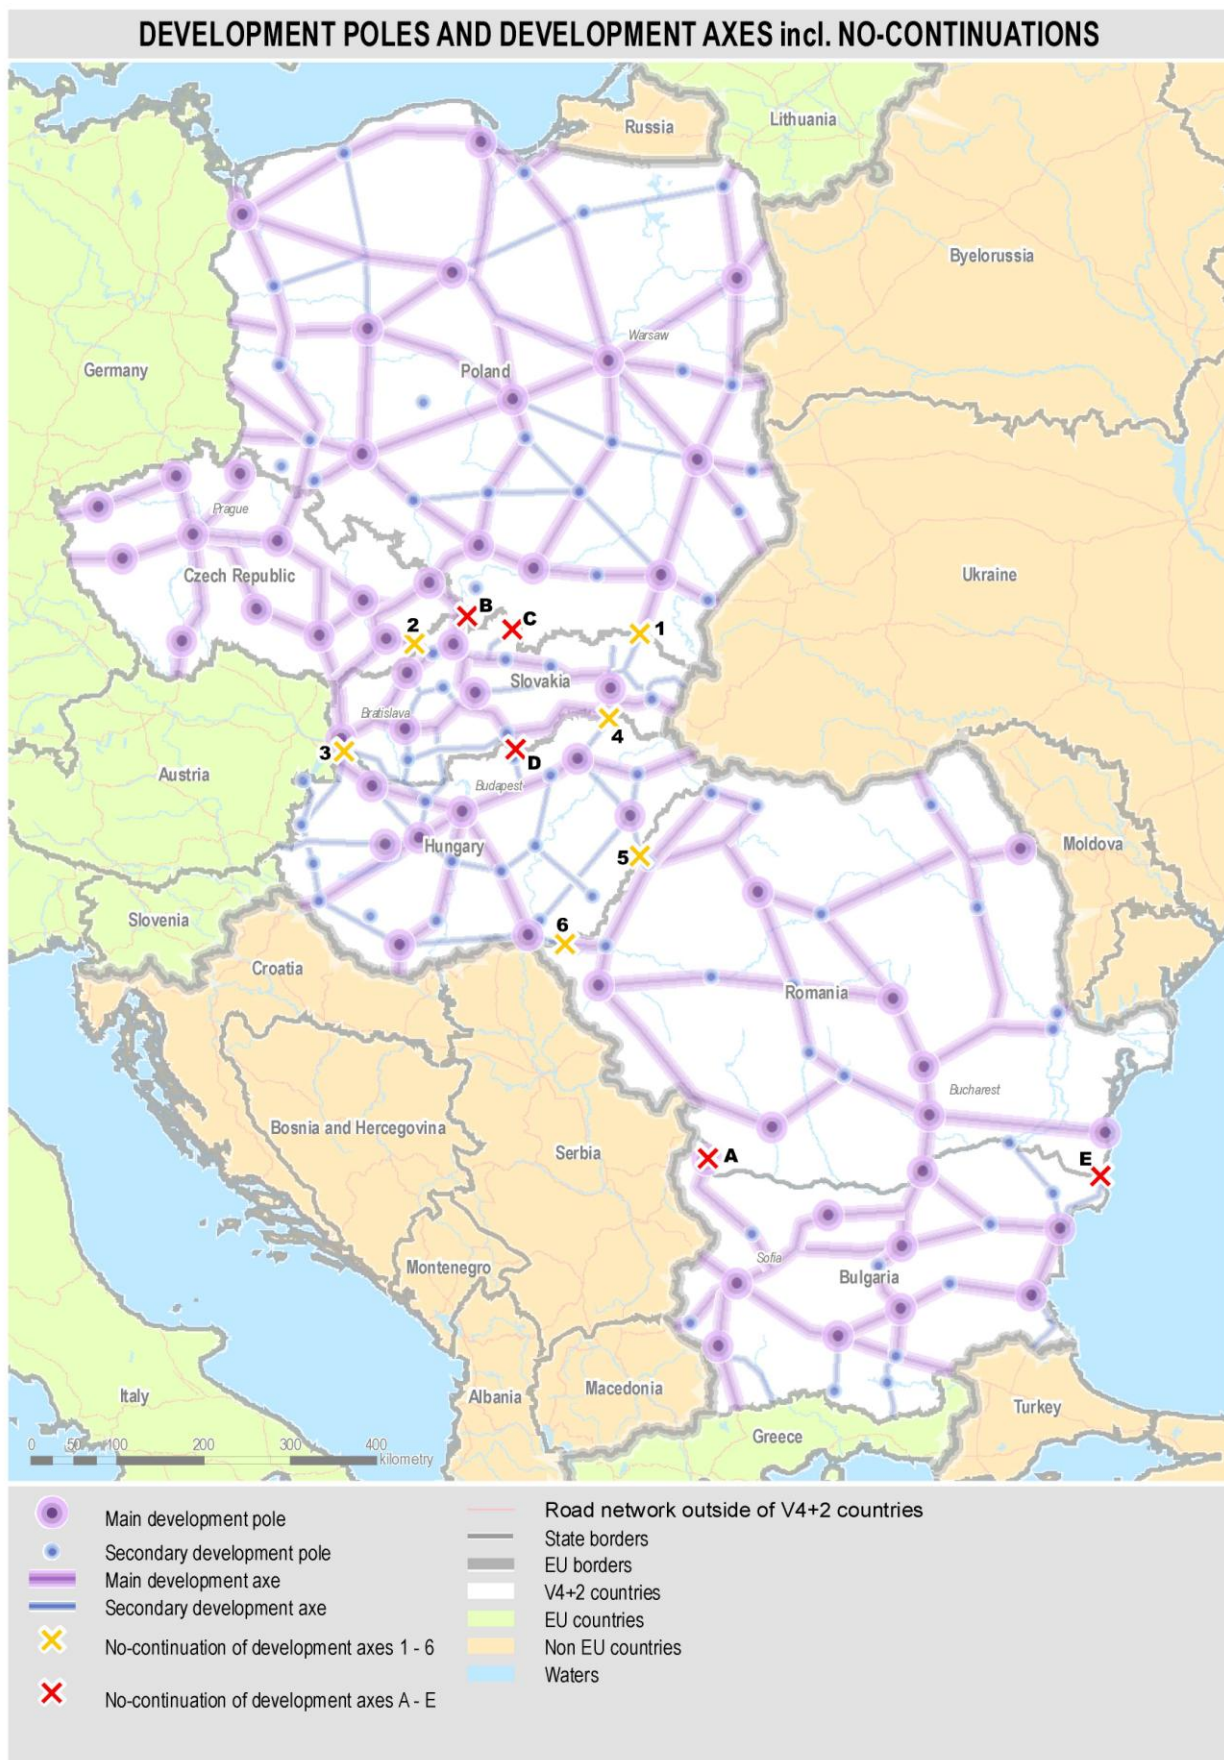 DEVELOPMENT POLES AND DEVELOPMENT AXES incl. NO-CONTINUATIONS
Russia
Lithuania
Byelorussia
Warsaw
Germany
Poland
Prague
Czech Republic
Ukraine
B
C
2
1
Slovakia
Bratislava
3
4
D
Austria
Budapest
Hungary
5
Moldova
Slovenia
6
Croatia
Romania
Bucharest
Bosnia and Hercegovina
Serbia
A
E
Montenegro
Sofia
Bulgaria
Italy
Albania
Macedonia
Turkey
Greece
0 50 100 200 300 400
kilometry
Main development pole
Secondary development pole
Main development axe
Secondary development axe
No-continuation of development axes 1 - 6
No-continuation of development axes A - E
Road network outside of V4+2 countries
State borders
EU borders
V4+2 countries
EU countries
Non EU countries
Waters